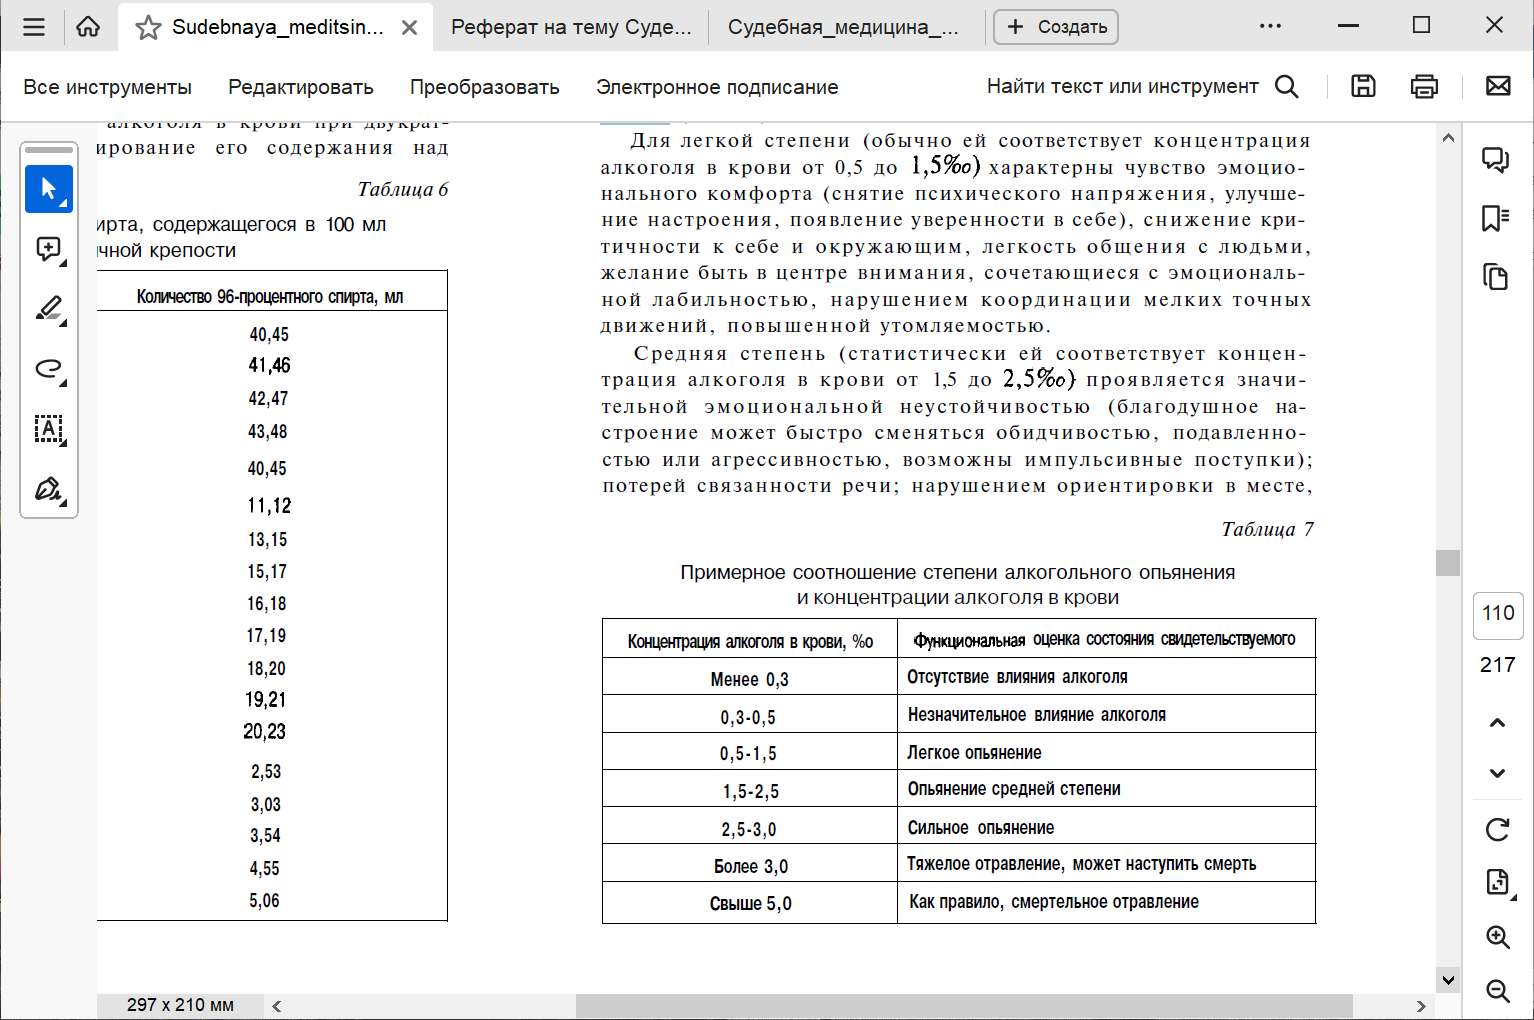 Sudebnaya_meditsin...
Реферат на тему Суде...
Судебная_медицина_...
Создать
Все инструменты
Редактировать
Преобразовать
Электронное подписание
Найти текст или инструмент
алкоголя в крови при двукрат-
ирование его содержания над
Таблица 6
ирта, содержащегося в 100 мл
ичной крепости
Количество 96-процентного спирта, мл
40,45
41,46
42,47
43,48
40,45
11,12
13,15
15,17
16,18
17,19
18,20
19,21
20,23
2,53
3,03
3,54
4,55
5,06
Для легкой степени (обычно ей соответствует концентрация
алкоголя в крови от 0,5 до 1,5‰) характерны чувство эмоцио-
нального комфорта (снятие психического напряжения, улучше-
ние настроения, появление уверенности в себе), снижение кри-
тичности к себе и окружающим, легкость общения с людьми,
желание быть в центре внимания, сочетающиеся с эмоциональ-
ной лабильностью, нарушением координации мелких точных
движений, повышенной утомляемостью.
Средняя степень (статистически ей соответствует концен-
трация алкоголя в крови от 1,5 до 2,5‰) проявляется значи-
тельной эмоциональной неустойчивостью (благодушное на-
строение может быстро сменяться обидчивостью, подавленно-
стью или агрессивностью, возможны импульсивные поступки);
потерей связанности речи; нарушением ориентировки в месте,
Таблица 7
Примерное соотношение степени алкогольного опьянения
и концентрации алкоголя в крови
Концентрация алкоголя в крови, %о Функциональная оценка состояния свидетельствуемого
Менее 0,3 Отсутствие влияния алкоголя
0,3-0,5 Незначительное влияние алкоголя
0,5-1,5 Легкое опьянение
1,5-2,5 Опьянение средней степени
2,5-3,0 Сильное опьянение
Более 3,0 Тяжелое отравление, может наступить смерть
Свыше 5,0 Как правило, смертельное отравление
110
217
297 x 210 мм